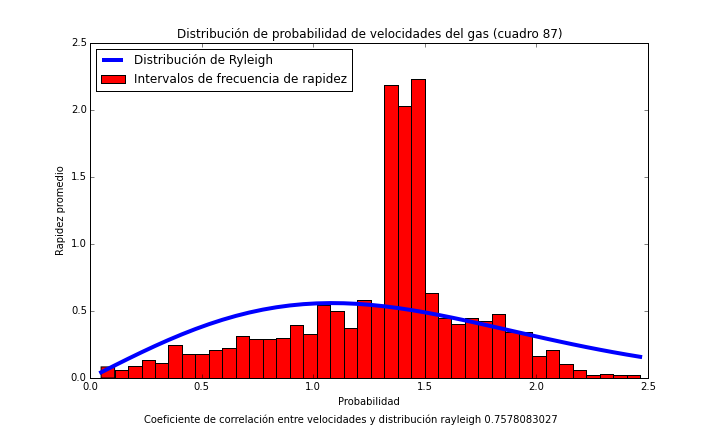 Distribución de probabilidad de velocidades del gas (cuadro 87)
2.5
Distribución de Ryleigh
Intervalos de frecuencia de rapidez
2.0
1.5
Rapidez promedio
1.0
0.5
0.0
0.0 0.5 1.0 1.5 2.0 2.5
Probabilidad
Coeficiente de correlación entre velocidades y distribución rayleigh 0.7578083027